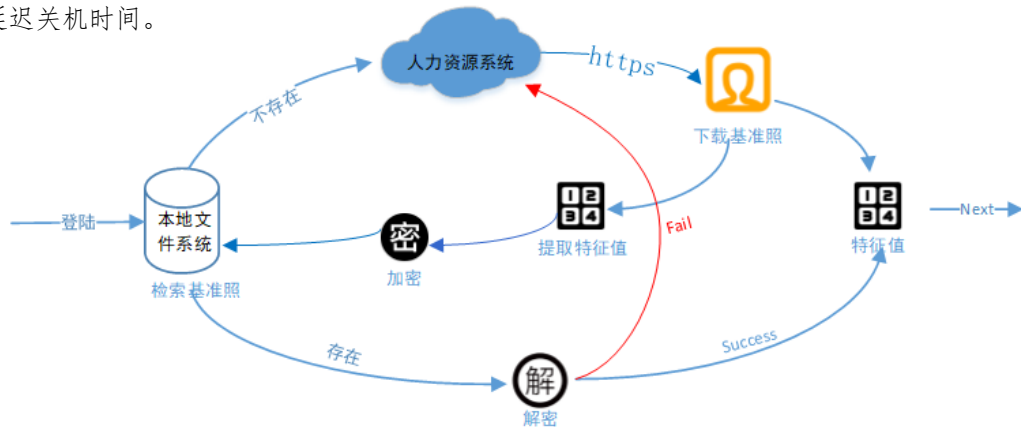 迟关机时间。
人力资源系统
https
不存在
下载基准照
登陆
本地文
件系统
密
1 2
3 4
1 2
3 4
Next
Fail
提取特征值
特征值
加密
检索基准照
存在
Success
解
解密